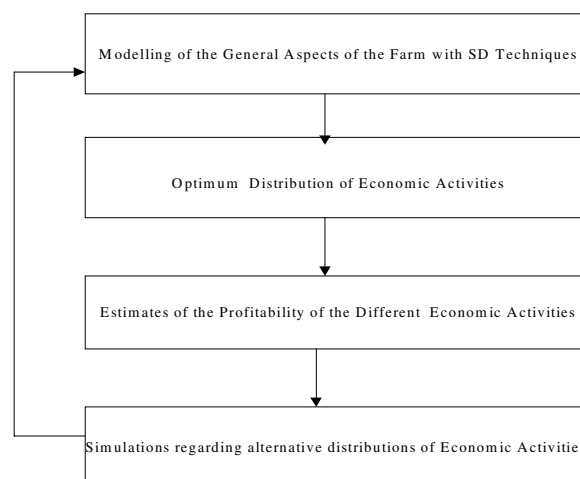 Modelling of the General Aspects of the Farm with SD Techniques
Optimum Distribution of Economic Activities
Estimates of the Profitability of the Different Economic Activities
Simulations regarding alternative distributions of Economic Activitie